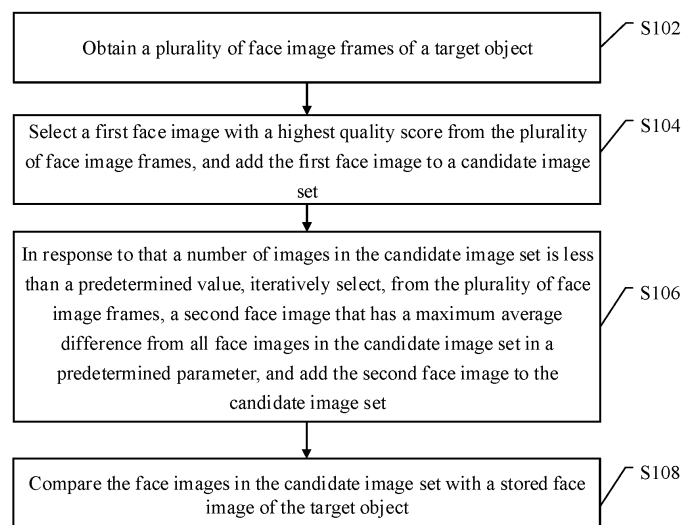 Obtain a plurality of face image frames of a target object
S102
Select a first face image with a highest quality score from the plurality
of face image frames, and add the first face image to a candidate image
set
S104
In response to that a number of images in the candidate image set is less
than a predetermined value, iteratively select, from the plurality of face
image frames, a second face image that has a maximum average
difference from all face images in the candidate image set in a
predetermined parameter, and add the second face image to the
candidate image set
S106
Compare the face images in the candidate image set with a stored face
image of the target object
S108